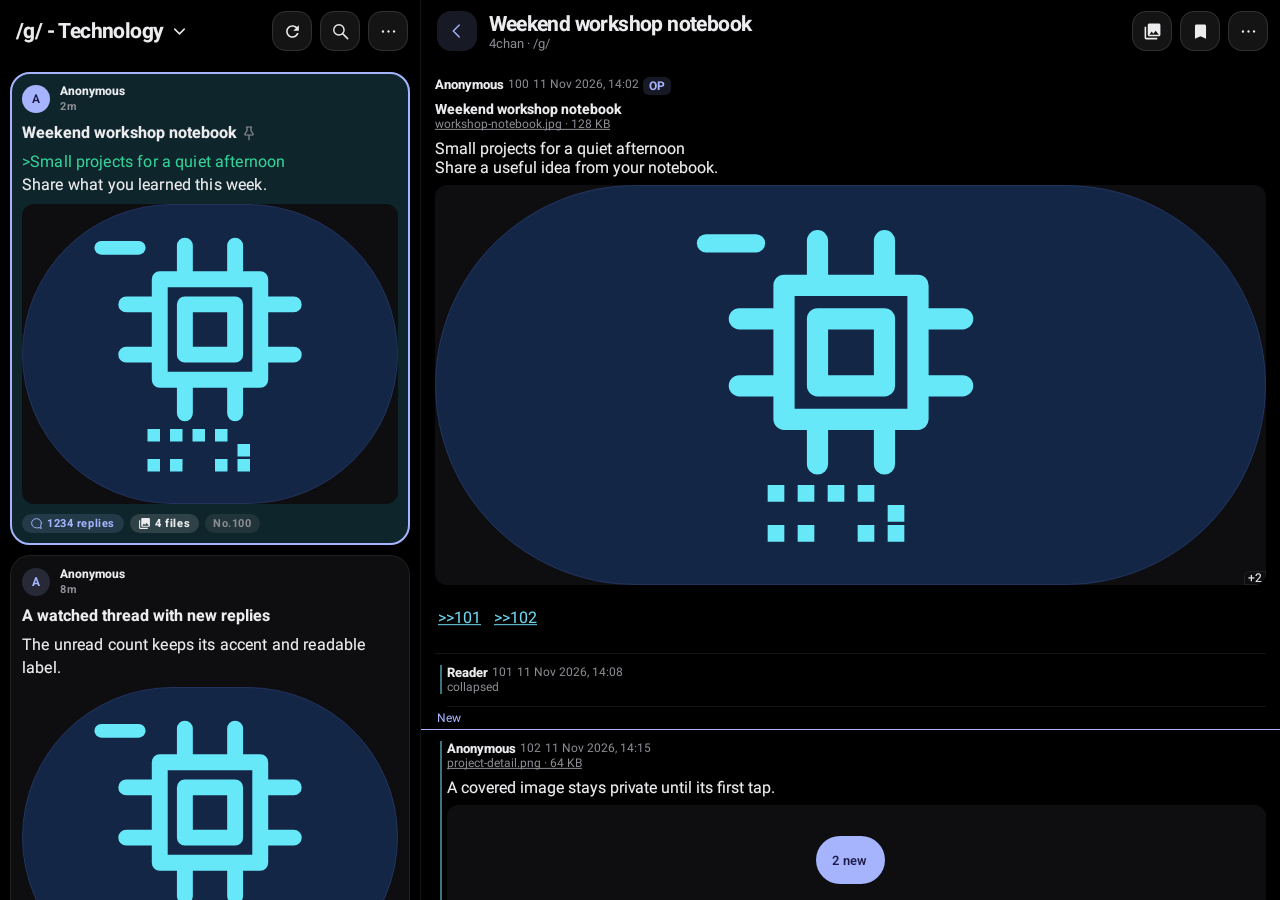 /g/ - Technology
Anonymous
2m
A
Weekend workshop notebook
>Small projects for a quiet afternoon
Share what you learned this week.
1234 replies
4 files
No.100
Anonymous
8m
A
A watched thread with new replies
The unread count keeps its accent and readable
label.
Weekend workshop notebook
4chan · /g/
Anonymous 100 11 Nov 2026, 14:02 OP
Weekend workshop notebook
workshop-notebook.jpg · 128 KB
Small projects for a quiet afternoon
Share a useful idea from your notebook.
+2
>>101 >>102
Reader 101 11 Nov 2026, 14:08
collapsed
New
Anonymous 102 11 Nov 2026, 14:15
project-detail.png · 64 KB
A covered image stays private until its first tap.
2 new